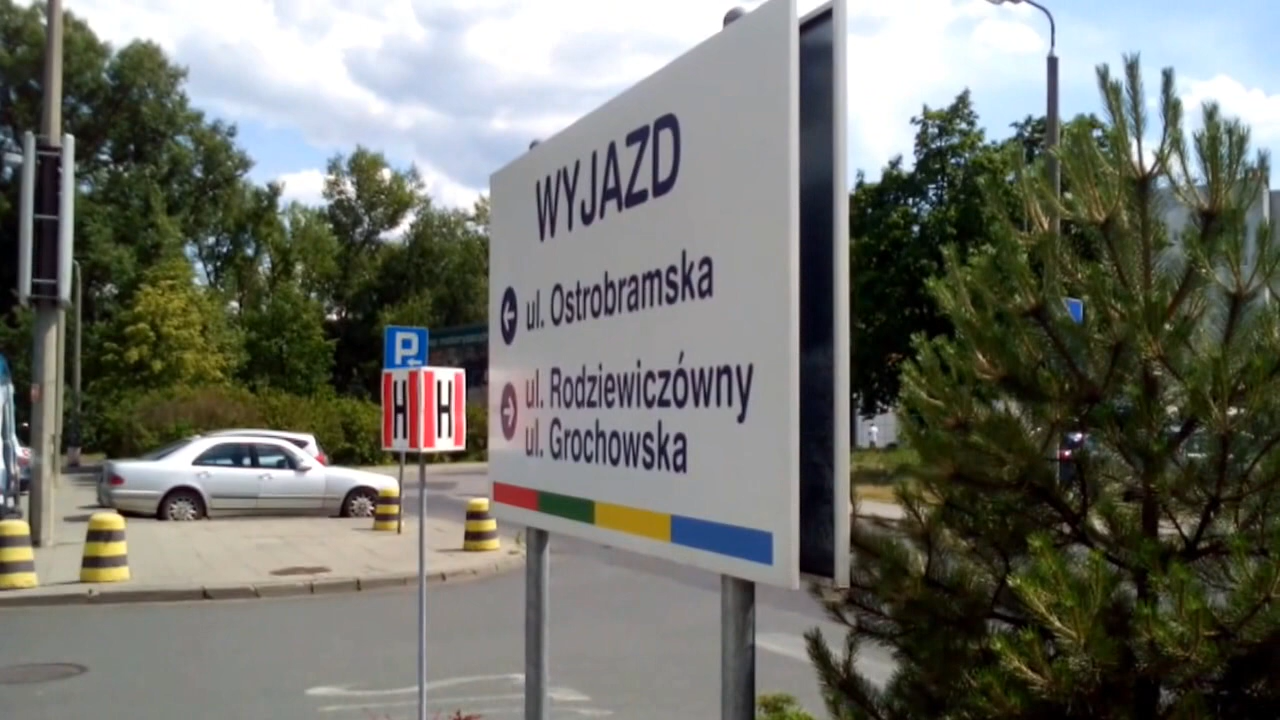 WYJAZD
ul. Ostrobramska
ul. Rodziewiczówny
ul. Grochowska
P
H H